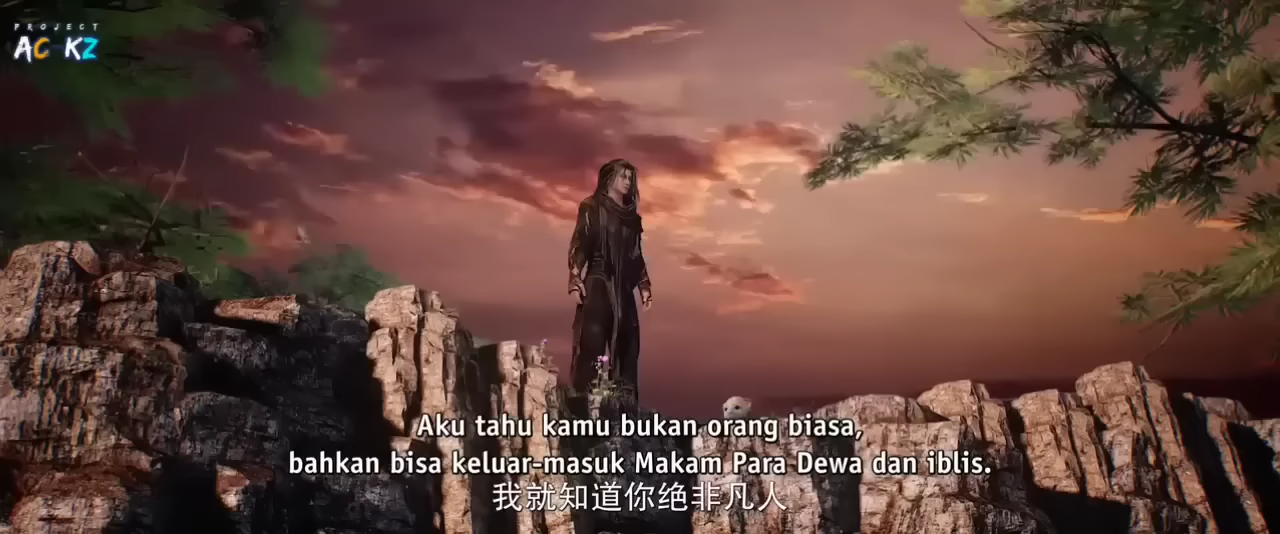 PROJECT
AC KZ
Aku tahu kamu bukan orang biasa,
bahkan bisa keluar-masuk Makam Para Dewa dan iblis.
我就知道你绝非凡人